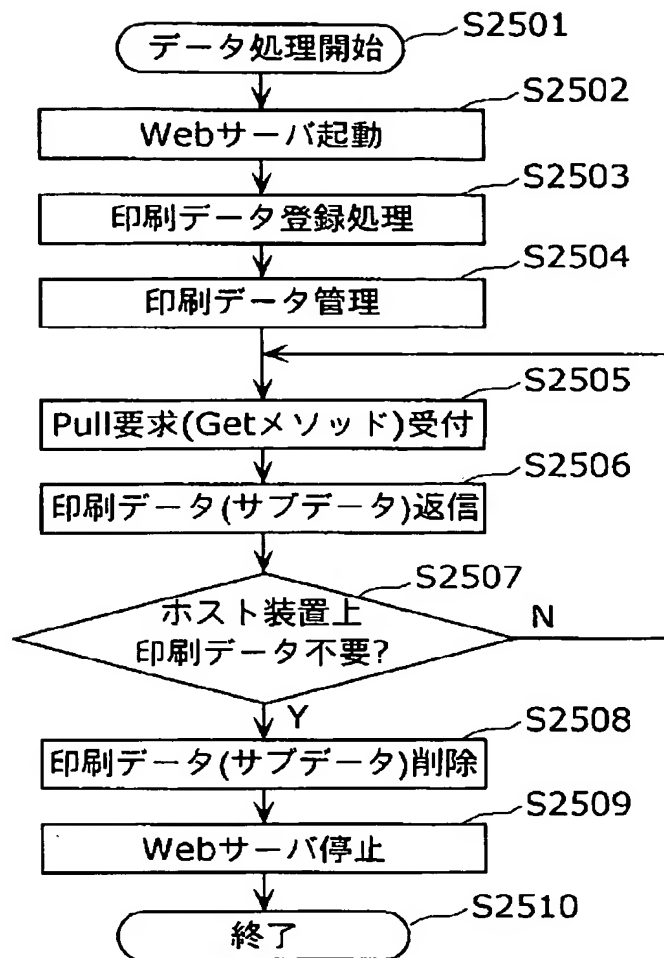 S2501
データ処理開始
S2502
Webサーバ起動
S2503
印刷データ登録処理
S2504
印刷データ管理
S2505
Pull要求(Getメソッド)受付
S2506
印刷データ(サブデータ)返信
S2507
ホスト装置上
印刷データ不要?
N
Y
S2508
印刷データ(サブデータ)削除
S2509
Webサーバ停止
S2510
終了